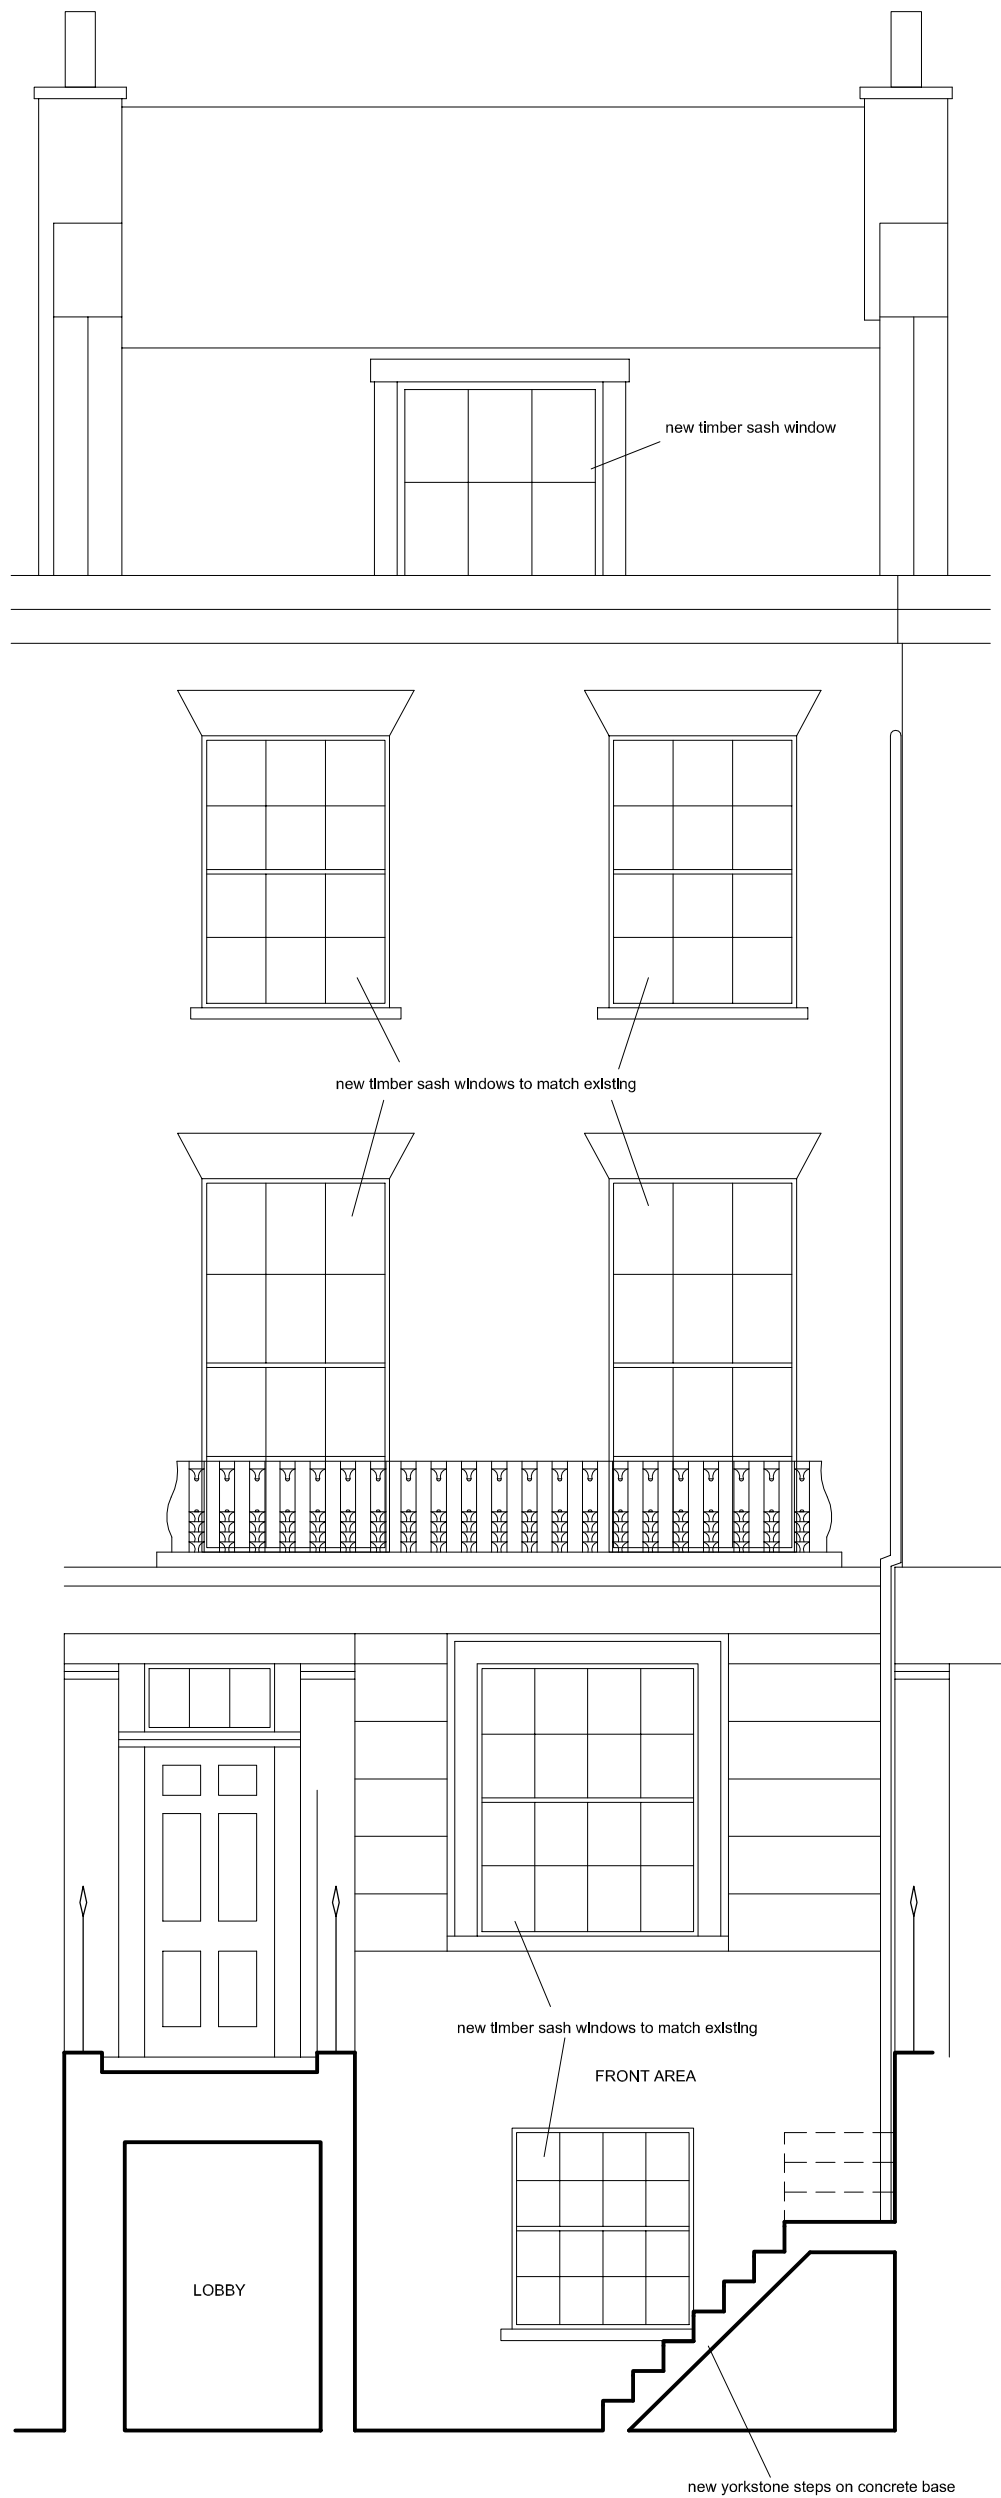 new timber sash window
new timber sash windows to match existing
new timber sash windows to match existing
FRONT AREA
LOBBY
new yorkstone steps on concrete base